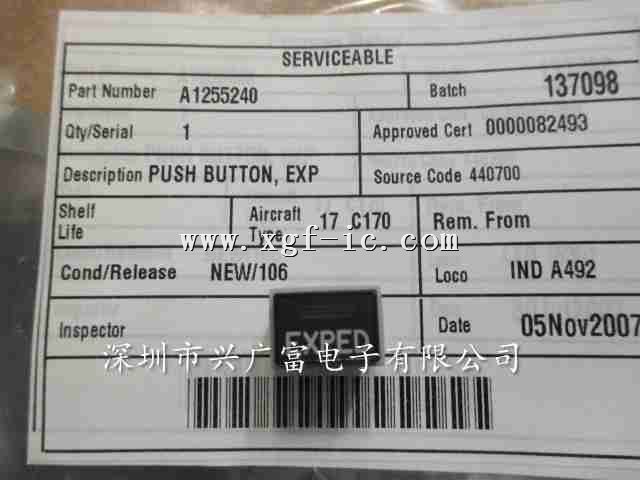 SERVICEABLE
Part Number A1255240 Batch 137098
Qty/Serial 1 Approved Cert 0000082493
Description PUSH BUTTON, EXP Source Code 440700
Shelf Life Aircraft Type 17 C170 Rem. From
www.xgf-ic.com
Cond/Release NEW/106 Loco IND A492
Inspector EXPED Date 05Nov2007
深圳市兴广富电子有限公司